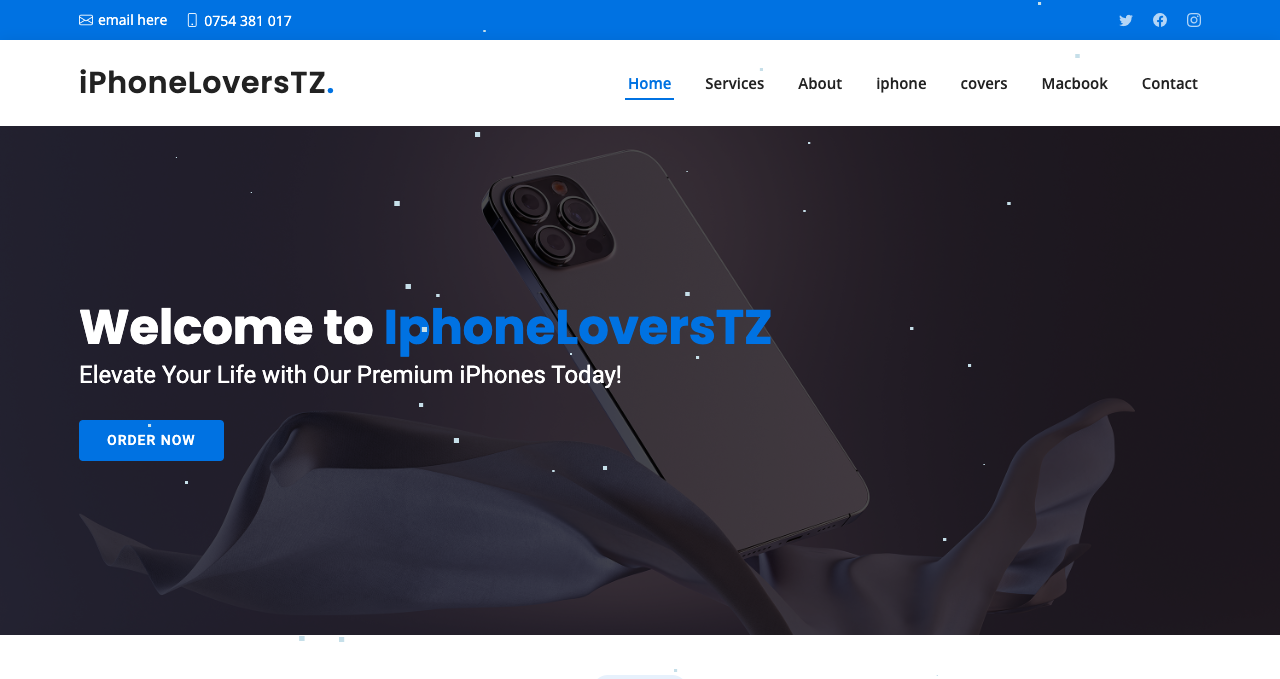 email here 0754 381 017
iPhoneLoversTZ.
Home Services About iphone covers Macbook Contact
Welcome to IphoneLoversTZ
Elevate Your Life with Our Premium iPhones Today!
ORDER NOW